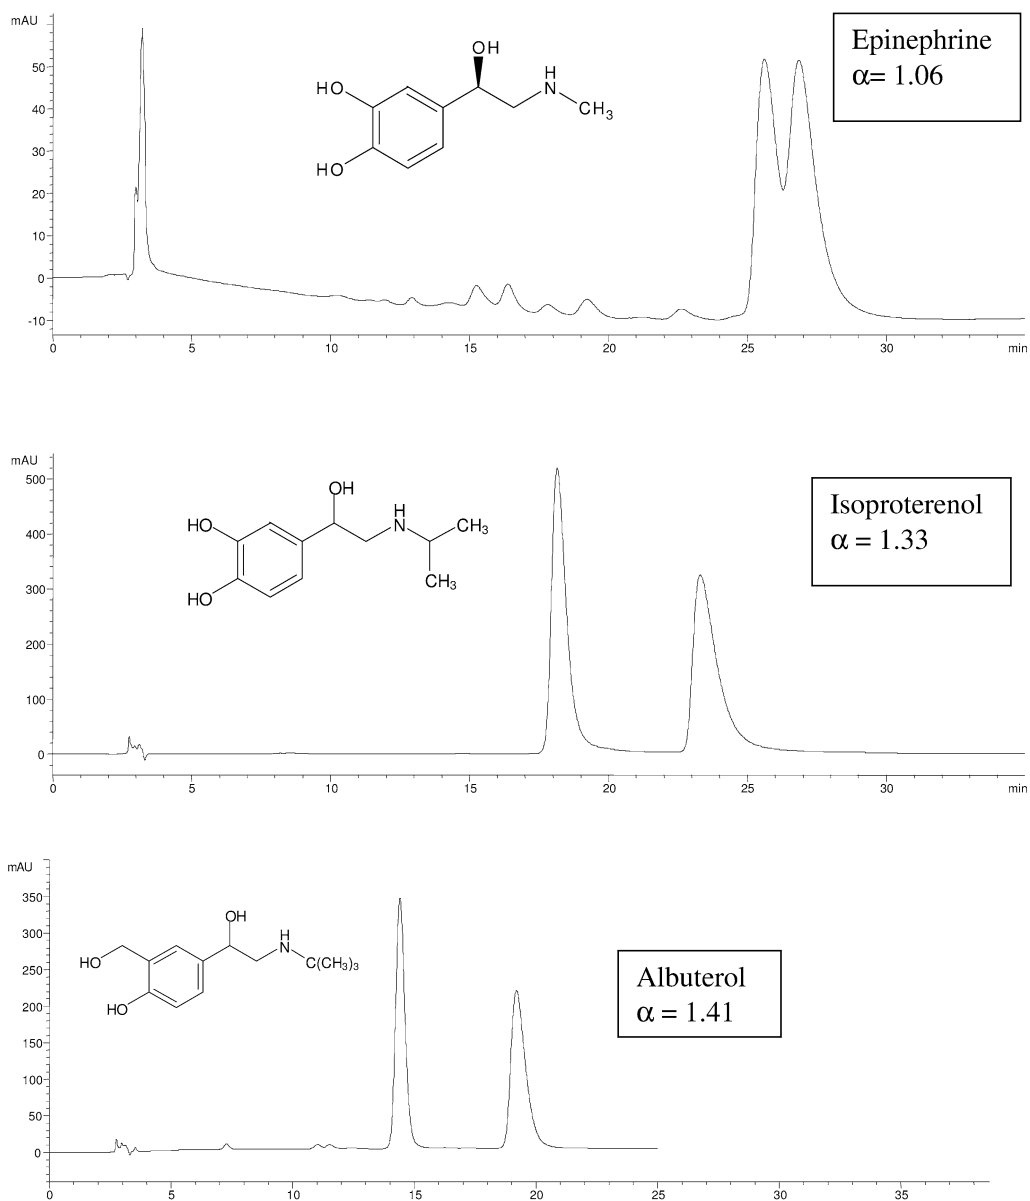 mAU
Epinephrine
α= 1.06
OH
H
N
CH3
HO
HO
50
40
30
20
10
0
-10
0 5 10 15 20 25 30 min
mAU
Isoproterenol
α = 1.33
OH
H
N
CH3
CH3
HO
HO
500
400
300
200
100
0
0 5 10 15 20 25 30 min
mAU
Albuterol
α = 1.41
OH
H
N
C(CH3)3
HO
HO
350
300
250
200
150
100
50
0
0 5 10 15 20 25 30 35